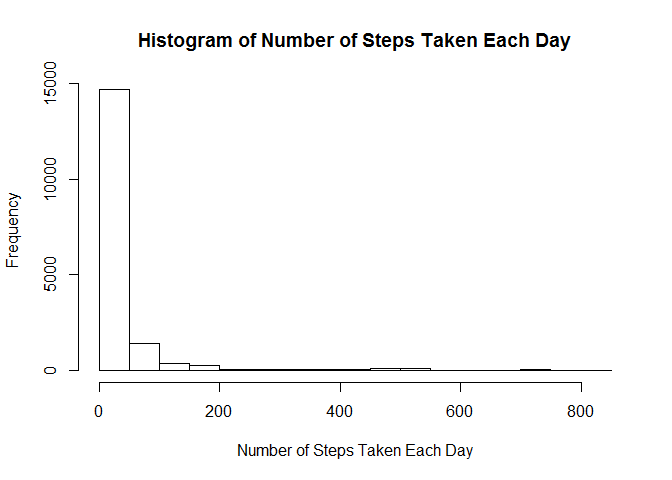 Histogram of Number of Steps Taken Each Day
Frequency
15000
10000
5000
0
0 200 400 600 800
Number of Steps Taken Each Day